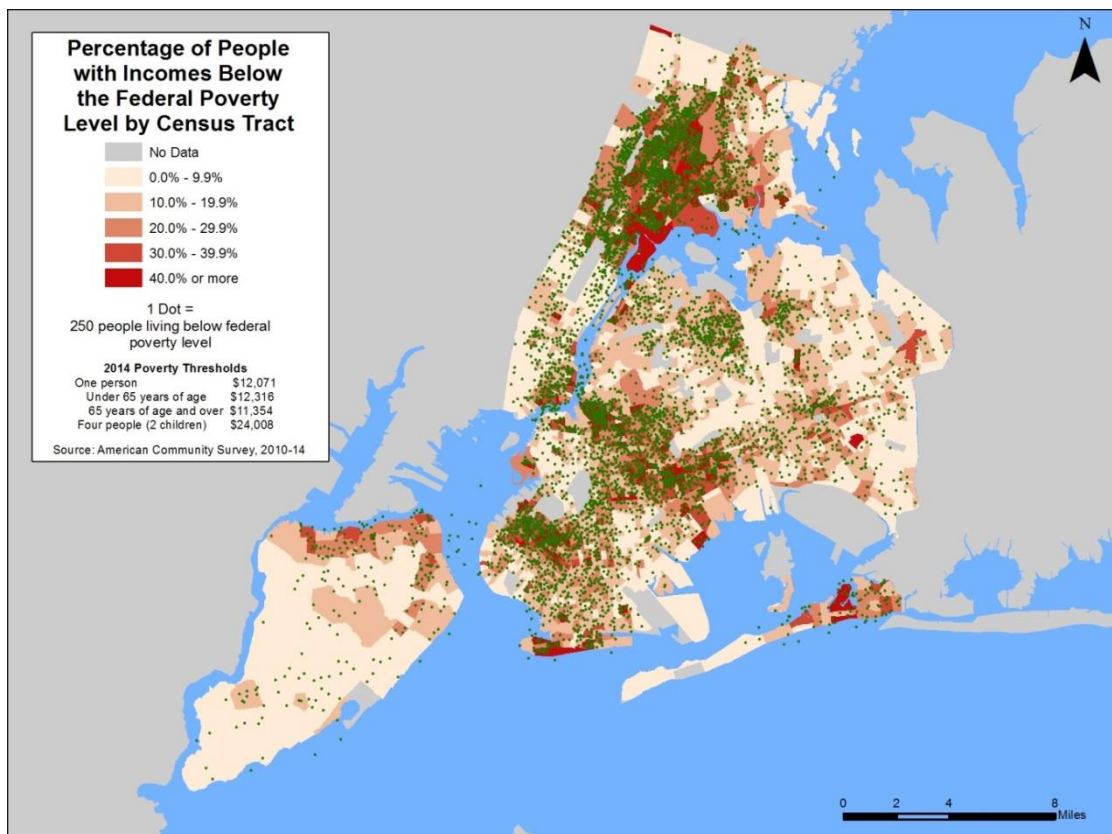 Percentage of People
with Incomes Below
the Federal Poverty
Level by Census Tract
No Data
0.0% - 9.9%
10.0% - 19.9%
20.0% - 29.9%
30.0% - 39.9%
40.0% or more
1 Dot =
250 people living below federal
poverty level
2014 Poverty Thresholds
One person $12,071
Under 65 years of age $12,316
65 years of age and over $11,354
Four people (2 children) $24,008
Source: American Community Survey, 2010-14
N
0 2 4 8
Miles